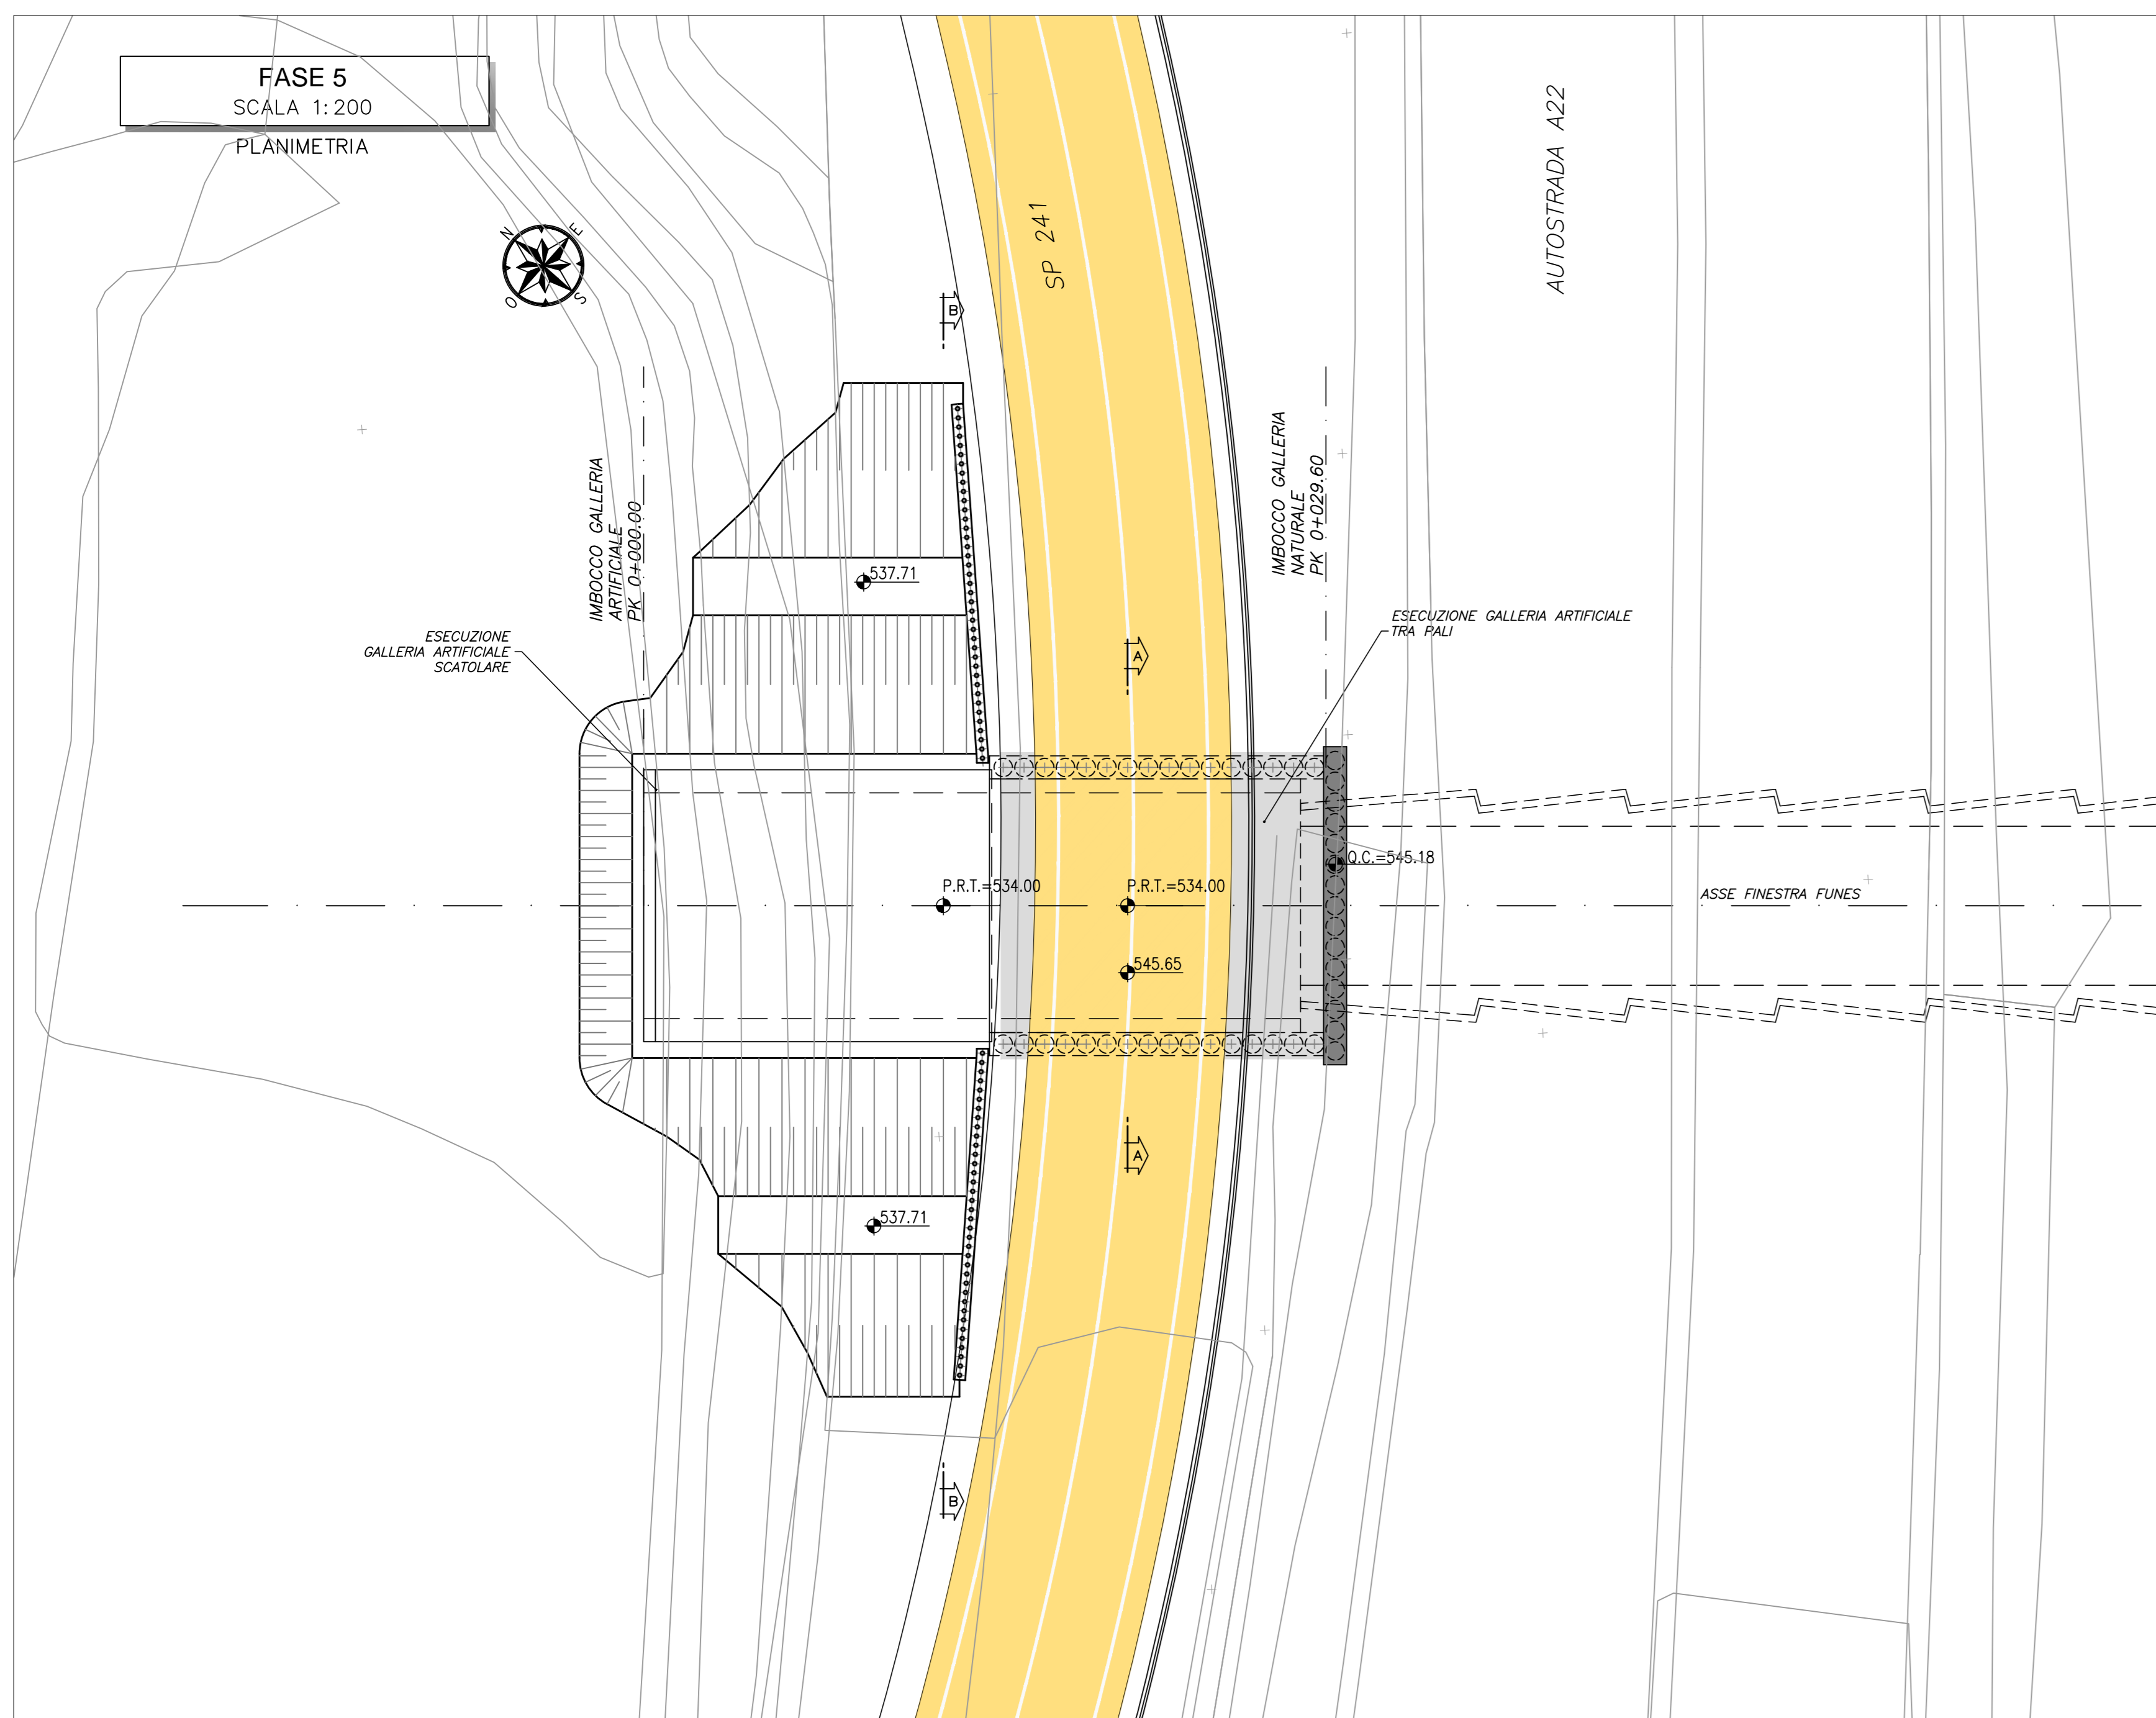 FASE 5
SCALA 1:200
PLANIMETRIA
N
E
O
S
SP 241
AUTOSTRADA A22
B
IMBOCCO GALLERIA
ARTIFICIALE
PK 0+000.00
IMBOCCO GALLERIA
NATURALE
PK 0+029.60
537.71
ESECUZIONE
GALLERIA ARTIFICIALE
SCATOLARE
A
ESECUZIONE GALLERIA ARTIFICIALE
TRA PALI
Q.C.=545.18
P.R.T.=534.00
P.R.T.=534.00
ASSE FINESTRA FUNES
545.65
A
537.71
B